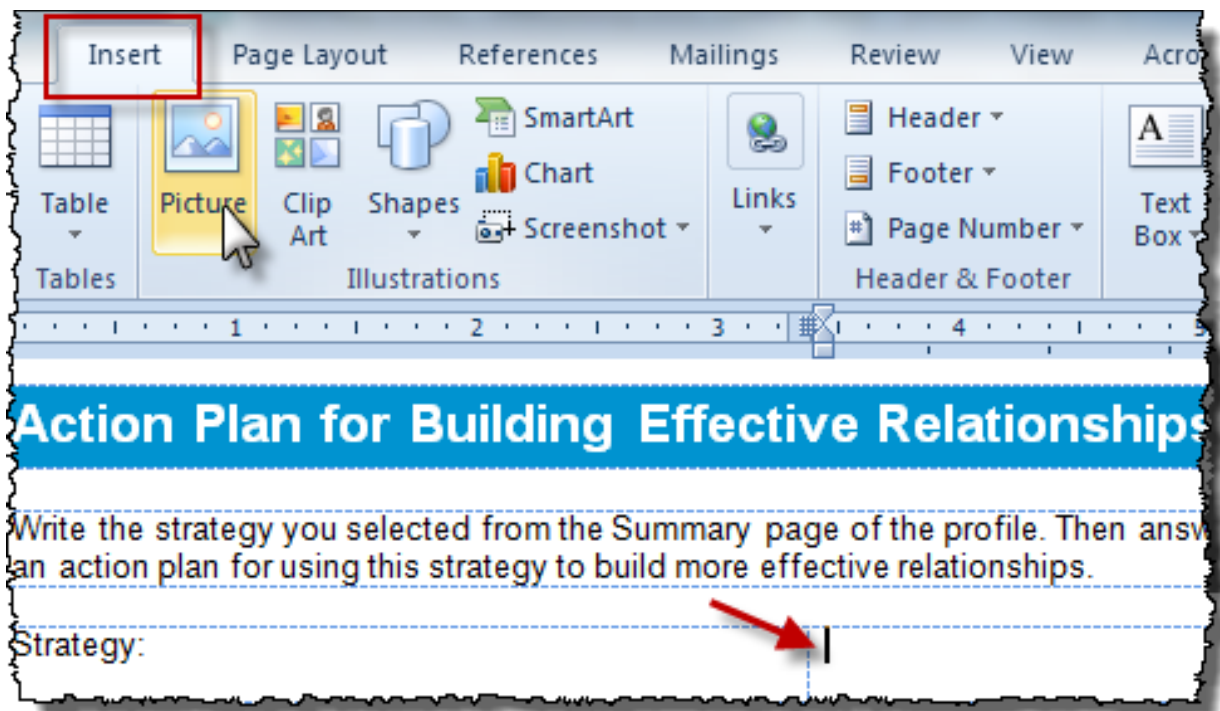 Insert Page Layout References Mailings Review View Acro
SmartArt Header
Chart Footer
Table Picture Clip Art Shapes Links Text Box
Screenshot Page Number
Tables Illustrations Header & Footer
1 2 3 4 5
Action Plan for Building Effective Relationships
Write the strategy you selected from the Summary page of the profile. Then answ
an action plan for using this strategy to build more effective relationships.
Strategy: